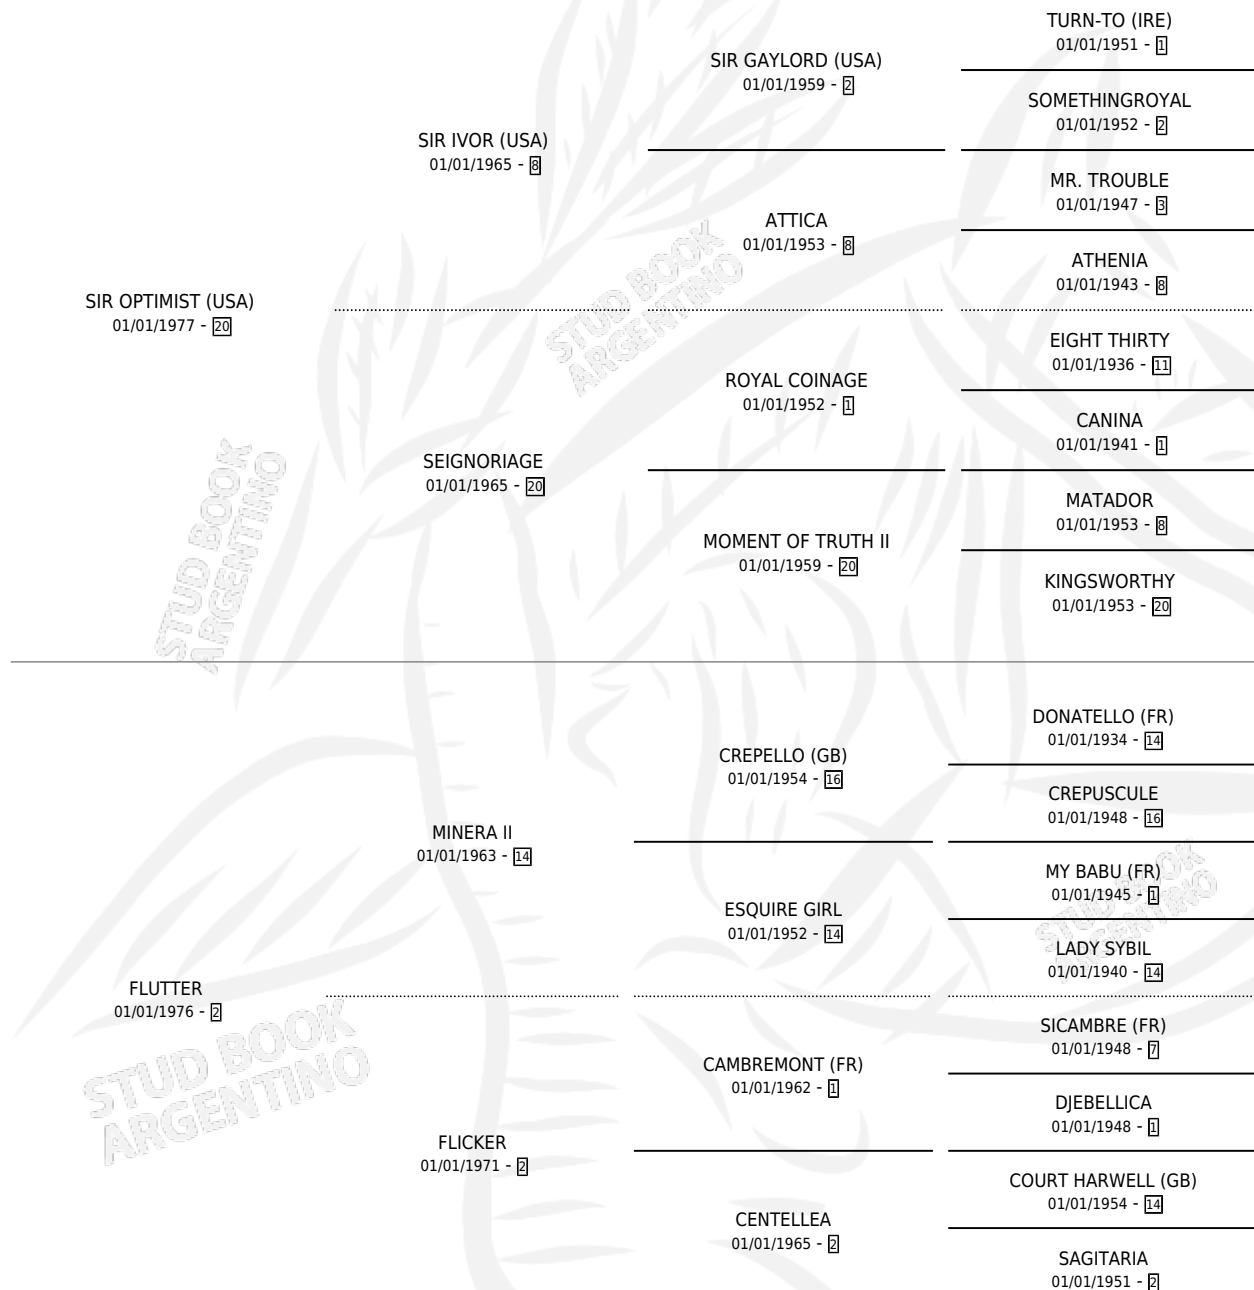 TURN-TO (IRE)
01/01/1951 - 1
SIR GAYLORD (USA)
01/01/1959 - 2
SOMETHINGROYAL
01/01/1952 - 2
SIR IVOR (USA)
01/01/1965 - 8
MR. TROUBLE
01/01/1947 - 3
ATTICA
01/01/1953 - 8
ATHENIA
01/01/1943 - 8
SIR OPTIMIST (USA)
01/01/1977 - 20
EIGHT THIRTY
01/01/1936 - 11
ROYAL COINAGE
01/01/1952 - 1
CANINA
01/01/1941 - 1
SEIGNORIAGE
01/01/1965 - 20
MATADOR
01/01/1953 - 8
MOMENT OF TRUTH II
01/01/1959 - 20
KINGSWORTHY
01/01/1953 - 20
STUD BOOK
ARGENTINO
STUD BOOK
ARGENTINO
DONATELLO (FR)
01/01/1934 - 14
CREPELLO (GB)
01/01/1954 - 16
CREPUSCULE
01/01/1948 - 16
MINERA II
01/01/1963 - 14
MY BABU (FR)
01/01/1945 - 1
ESQUIRE GIRL
01/01/1952 - 14
LADY SYBIL
01/01/1940 - 14
STUD BOOK
ARGENTINO
FLUTTER
01/01/1976 - 2
SICAMBRE (FR)
01/01/1948 - 7
CAMBREMONT (FR)
01/01/1962 - 1
DJEBELLICA
01/01/1948 - 1
FLICKER
01/01/1971 - 2
COURT HARWELL (GB)
01/01/1954 - 14
CENTELLEA
01/01/1965 - 2
SAGITARIA
01/01/1951 - 2
STUD BOOK
ARGENTINO